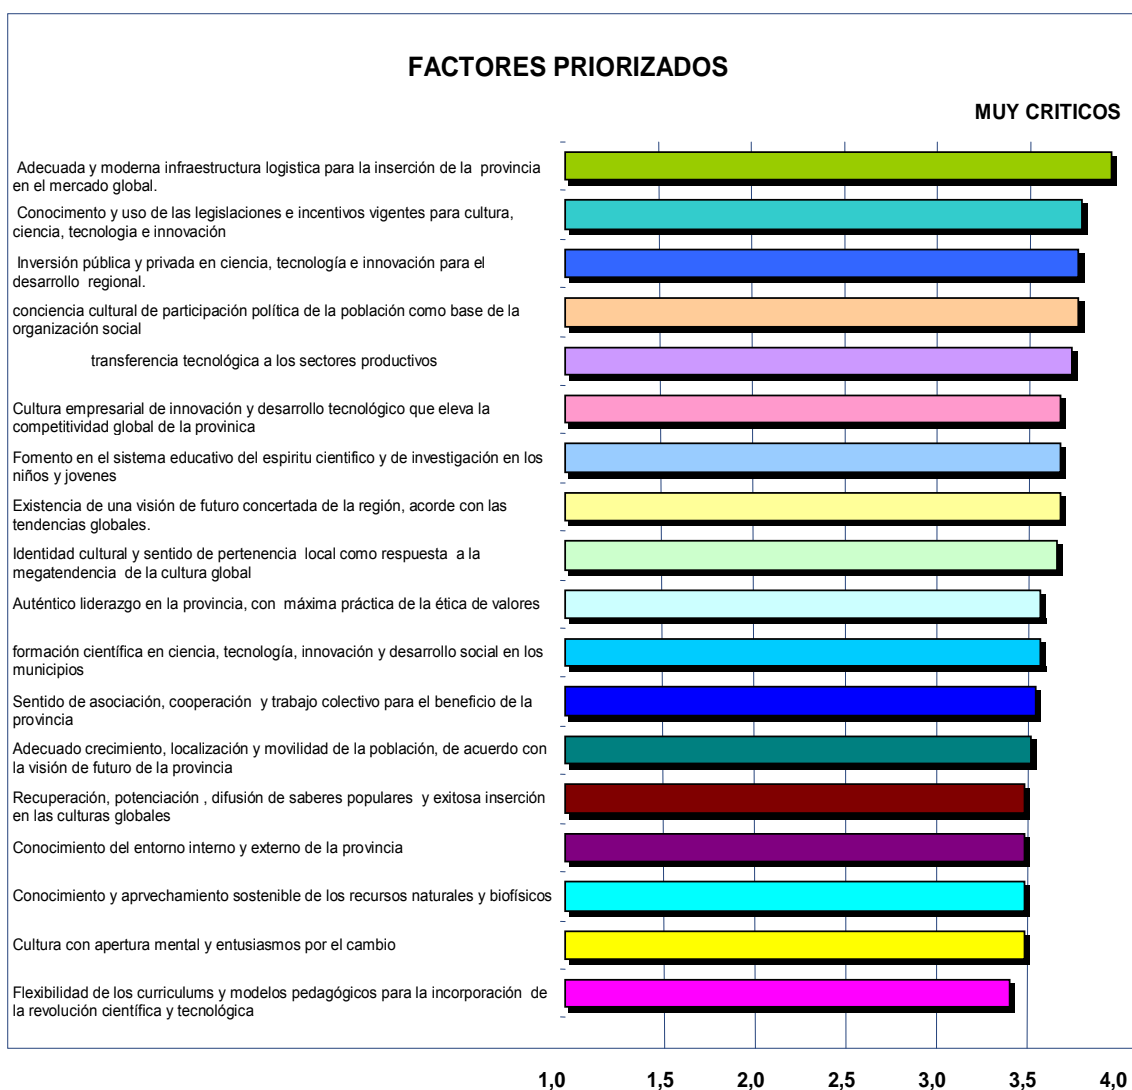 FACTORES PRIORIZADOS
MUY CRITICOS
Adecuada y moderna infraestructura logistica para la inserción de la provincia
en el mercado global.
Conocimento y uso de las legislaciones e incentivos vigentes para cultura,
ciencia, tecnologia e innovación
Inversión pública y privada en ciencia, tecnología e innovación para el
desarrollo regional.
conciencia cultural de participación política de la población como base de la
organización social
transferencia tecnológica a los sectores productivos
Cultura empresarial de innovación y desarrollo tecnológico que eleva la
competitividad global de la provinica
Fomento en el sistema educativo del espiritu cientifico y de investigación en los
niños y jovenes
Existencia de una visión de futuro concertada de la región, acorde con las
tendencias globales.
Identidad cultural y sentido de pertenencia local como respuesta a la
megatendencia de la cultura global
Auténtico liderazgo en la provincia, con máxima práctica de la ética de valores
formación científica en ciencia, tecnología, innovación y desarrollo social en los
municipios
Sentido de asociación, cooperación y trabajo colectivo para el beneficio de la
provincia
Adecuado crecimiento, localización y movilidad de la población, de acuerdo con
la visión de futuro de la provincia
Recuperación, potenciación , difusión de saberes populares y exitosa inserción
en las culturas globales
Conocimiento del entorno interno y externo de la provincia
Conocimiento y aprvechamiento sostenible de los recursos naturales y biofísicos
Cultura con apertura mental y entusiasmos por el cambio
Flexibilidad de los curriculums y modelos pedagógicos para la incorporación de
la revolución científica y tecnológica
1,0 1,5 2,0 2,5 3,0 3,5 4,0